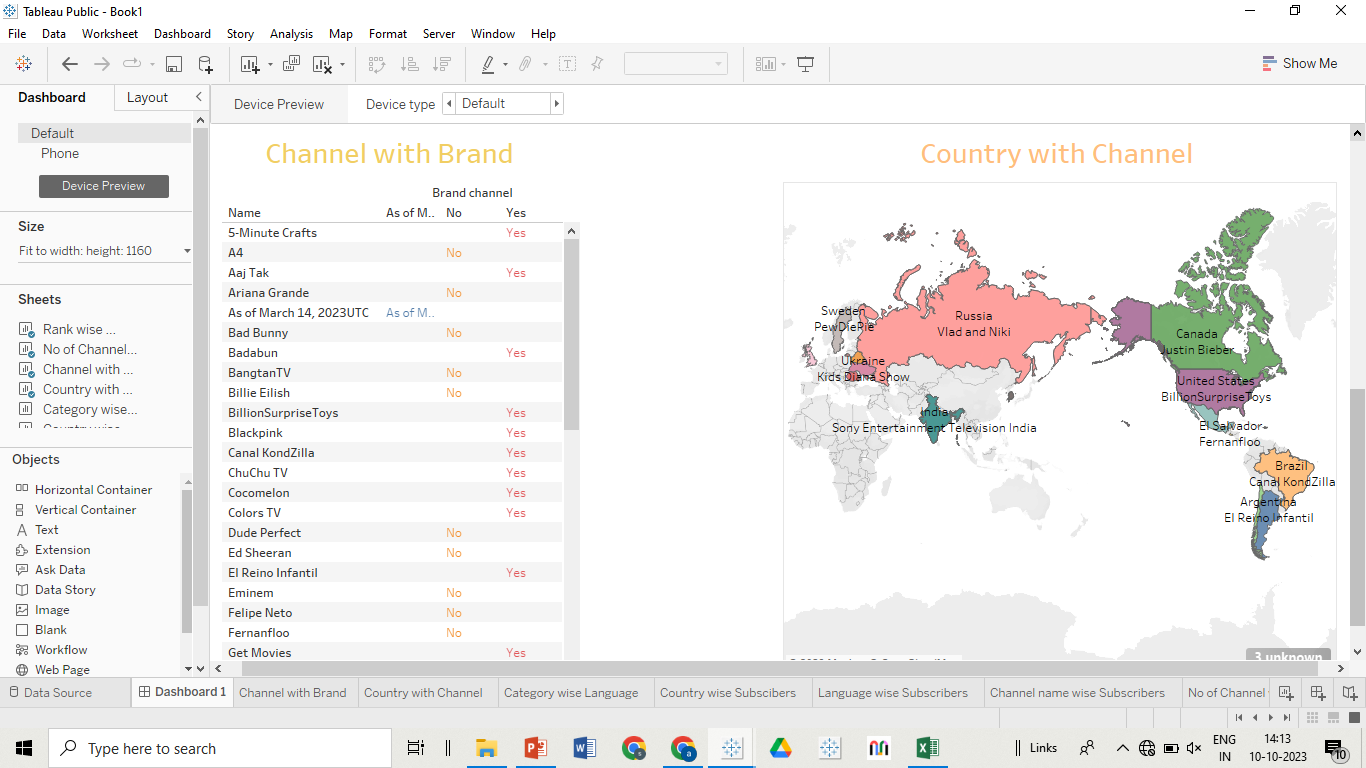 Tableau Public - Book1
File Data Worksheet Dashboard Story Analysis Map Format Server Window Help
Show Me
Dashboard Layout
Device Preview Device type Default
Default
Phone
Device Preview
Size
Fit to width: height: 1160
Sheets
Rank wise ...
No of Channel...
Channel with ...
Country with ...
Category wise...
Objects
Horizontal Container
Vertical Container
Text
Extension
Ask Data
Data Story
Image
Blank
Workflow
Web Page
Channel with Brand
Brand channel
Name As of M.. No Yes
5-Minute Crafts Yes
A4 No
Aaj Tak Yes
Ariana Grande No
As of March 14, 2023UTC As of M..
Bad Bunny No
Badabun Yes
BangtanTV No
Billie Eilish No
BillionSurpriseToys Yes
Blackpink Yes
Canal KondZilla Yes
ChuChu TV Yes
Cocomelon Yes
Colors TV Yes
Dude Perfect No
Ed Sheeran No
El Reino Infantil Yes
Eminem No
Felipe Neto No
Fernanfloo No
Get Movies Yes
Country with Channel
Sweden
PewDiePie
Russia
Vlad and Niki
Ukraine
Kids Diana Show
India
Sony Entertainment Television India
Canada
Justin Bieber
United States
BillionSurpriseToys
El Salvador
Fernanfloo
Brazil
Canal KondZilla
Argentina
El Reino Infantil
3 unknown
Data Source Dashboard 1 Channel with Brand Country with Channel Category wise Language Country wise Subscibers Language wise Subscribers Channel name wise Subscribers No of Channel
Type here to search
Links
ENG
IN
14:13
10-10-2023
10